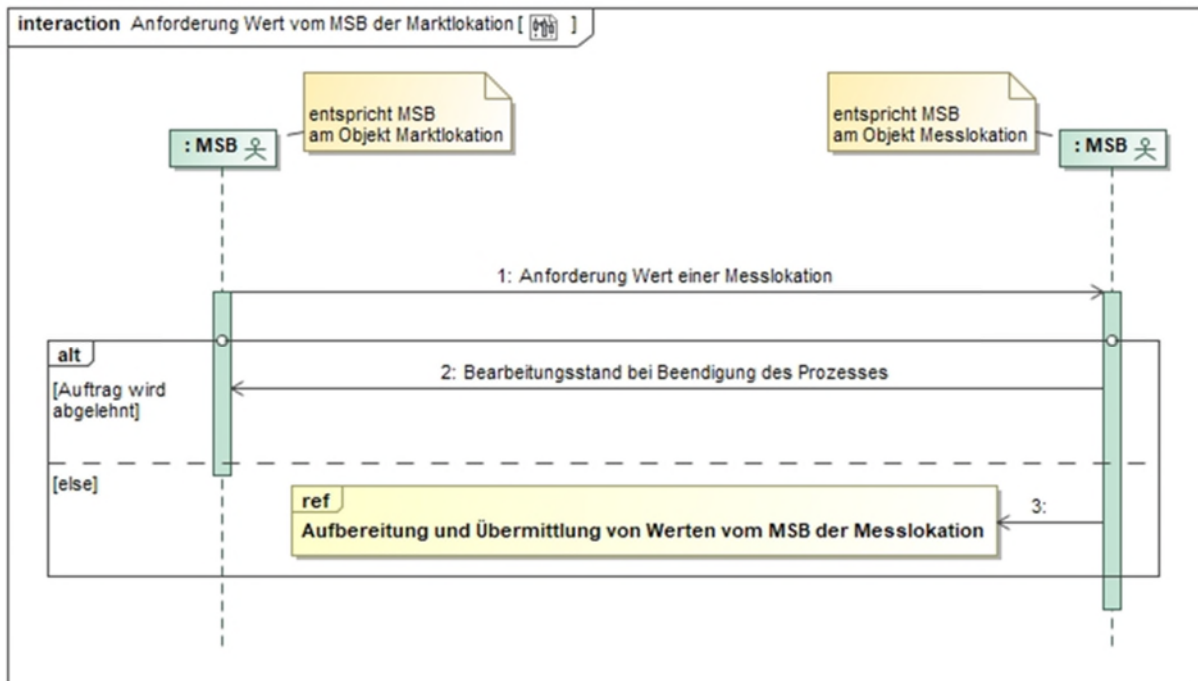 interaction Anforderung Wert vom MSB der Marktlokation [ ]
entspricht MSB
am Objekt Marktlokation
entspricht MSB
am Objekt Messlokation
: MSB
: MSB
1: Anforderung Wert einer Messlokation
alt
2: Bearbeitungsstand bei Beendigung des Prozesses
[Auftrag wird
abgelehnt]
[else]
ref
3:
Aufbereitung und Übermittlung von Werten vom MSB der Messlokation